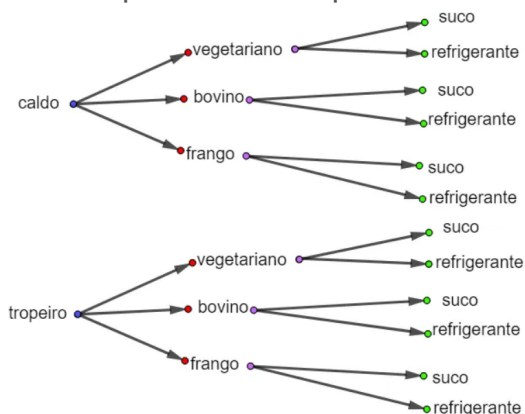 suco
vegetariano
refrigerante
suco
caldo
bovino
refrigerante
frango
suco
refrigerante
suco
vegetariano
refrigerante
suco
tropeiro
bovino
refrigerante
frango
suco
refrigerante